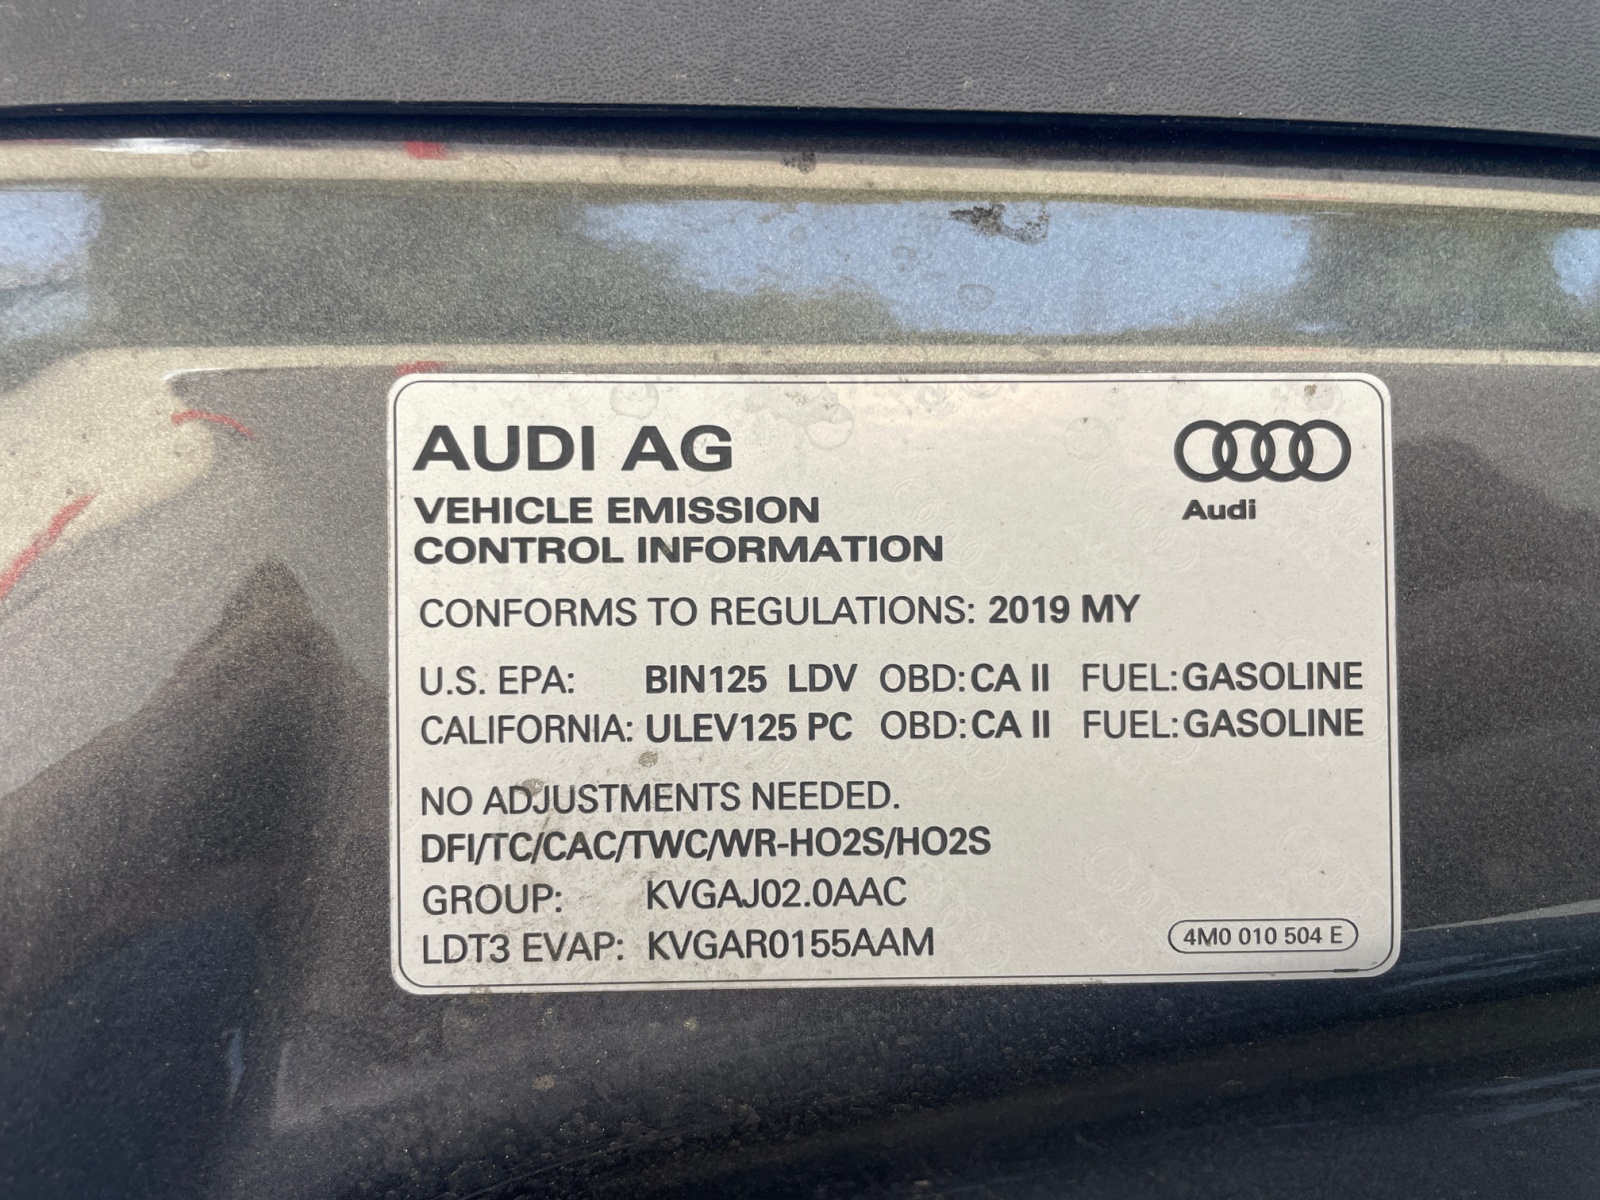 AUDI AG
Audi
VEHICLE EMISSION
CONTROL INFORMATION
CONFORMS TO REGULATIONS: 2019 MY
U.S. EPA: BIN125 LDV OBD: CA II FUEL: GASOLINE
CALIFORNIA: ULEV125 PC OBD: CA II FUEL: GASOLINE
NO ADJUSTMENTS NEEDED.
DFI/TC/CAC/TWC/WR-HO2S/HO2S
GROUP: KVGAJ02.0AAC
LDT3 EVAP: KVGAR0155AAM
4M0 010 504 E